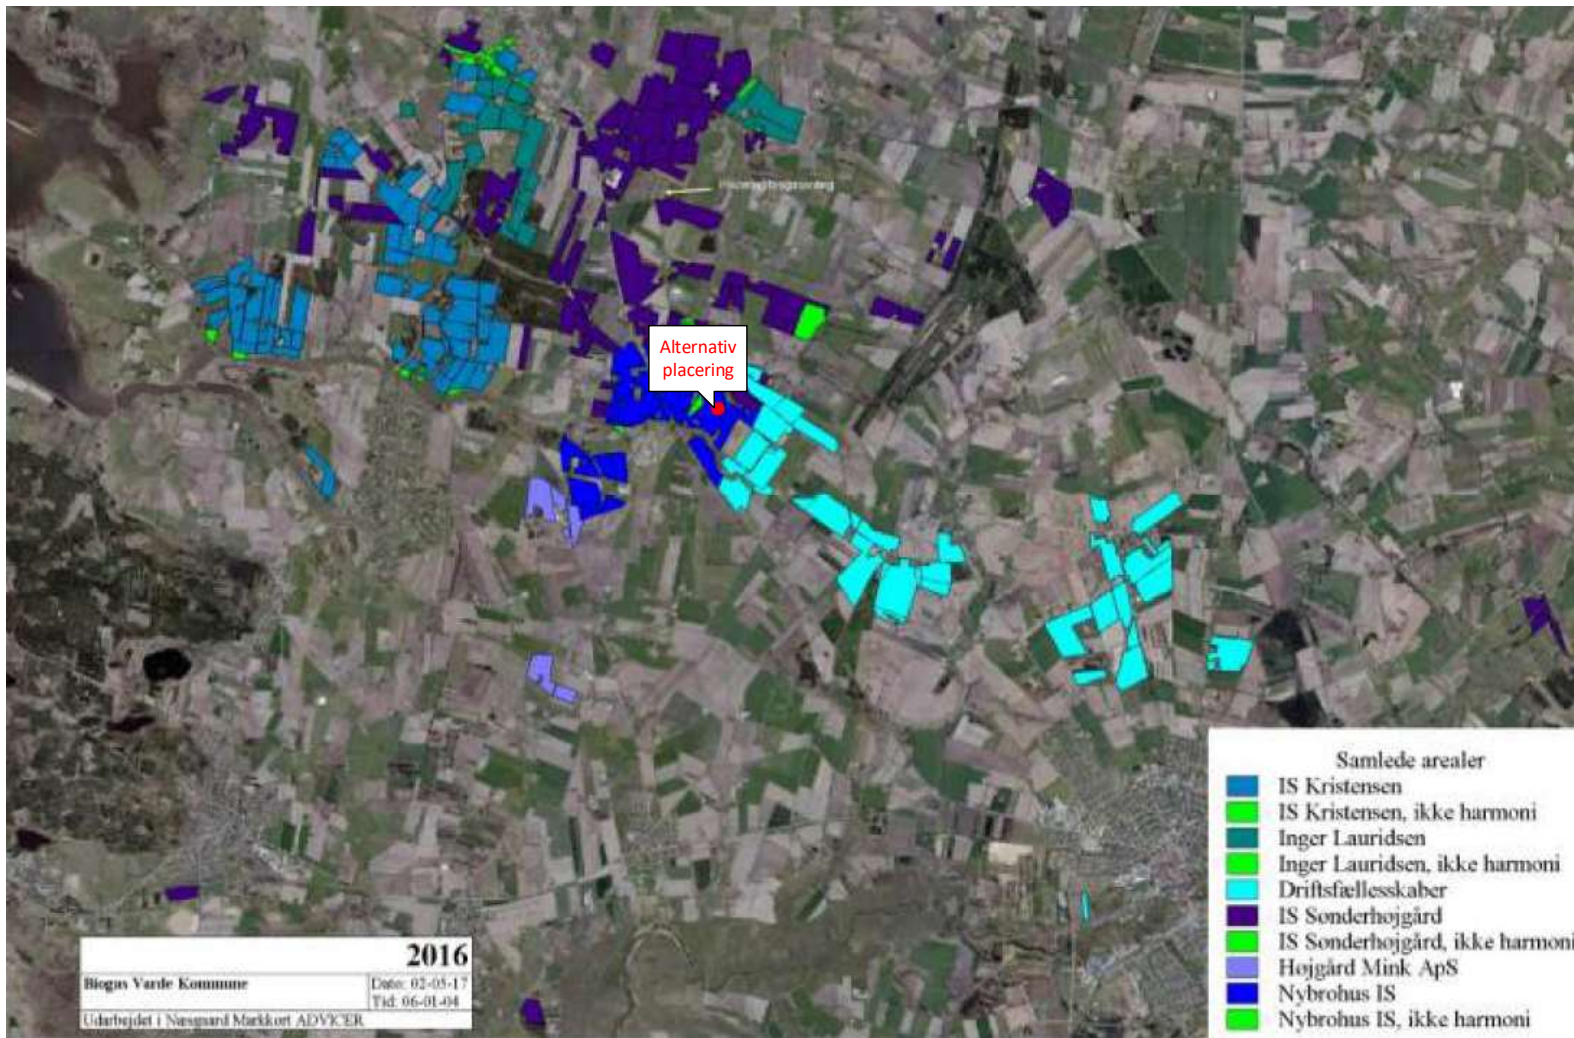 Alternativ
placering
Samlede arealer
IS Kristensen
IS Kristensen, ikke harmoni
Inger Lauridsen
Inger Lauridsen, ikke harmoni
Driftsfællesskaber
IS Sønderhøjgård
IS Sønderhøjgård, ikke harmoni
Højgård Mink ApS
Nybrohus IS
Nybrohus IS, ikke harmoni
2016
Biogas Varde Kommune
Dato: 02-05-17
Tid: 06-01-04
Udarbejdet i Næsgaard Markkort ADVICER